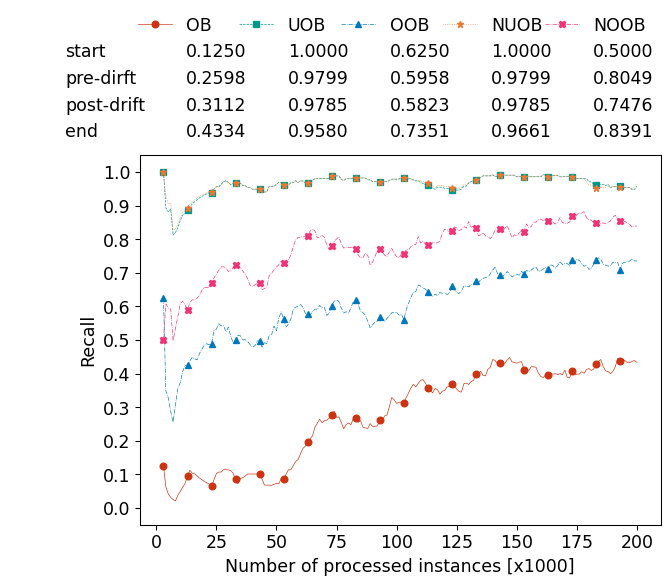 OB UOB OOB NUOB NOOB
start 0.1250 1.0000 0.6250 1.0000 0.5000
pre-dirft 0.2598 0.9799 0.5958 0.9799 0.8049
post-drift 0.3112 0.9785 0.5823 0.9785 0.7476
end 0.4334 0.9580 0.7351 0.9661 0.8391
1.0
0.9
0.8
0.7
0.6
0.5
0.4
0.3
0.2
0.1
0.0
Recall
0 25 50 75 100 125 150 175 200
Number of processed instances [x1000]